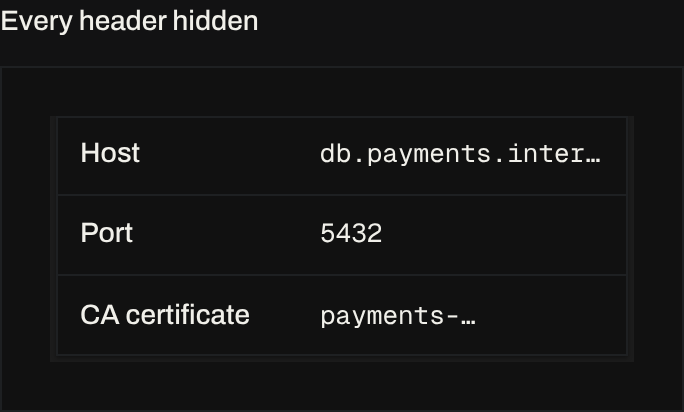 Every header hidden
Host db.payments.inter…
Port 5432
CA certificate payments-…